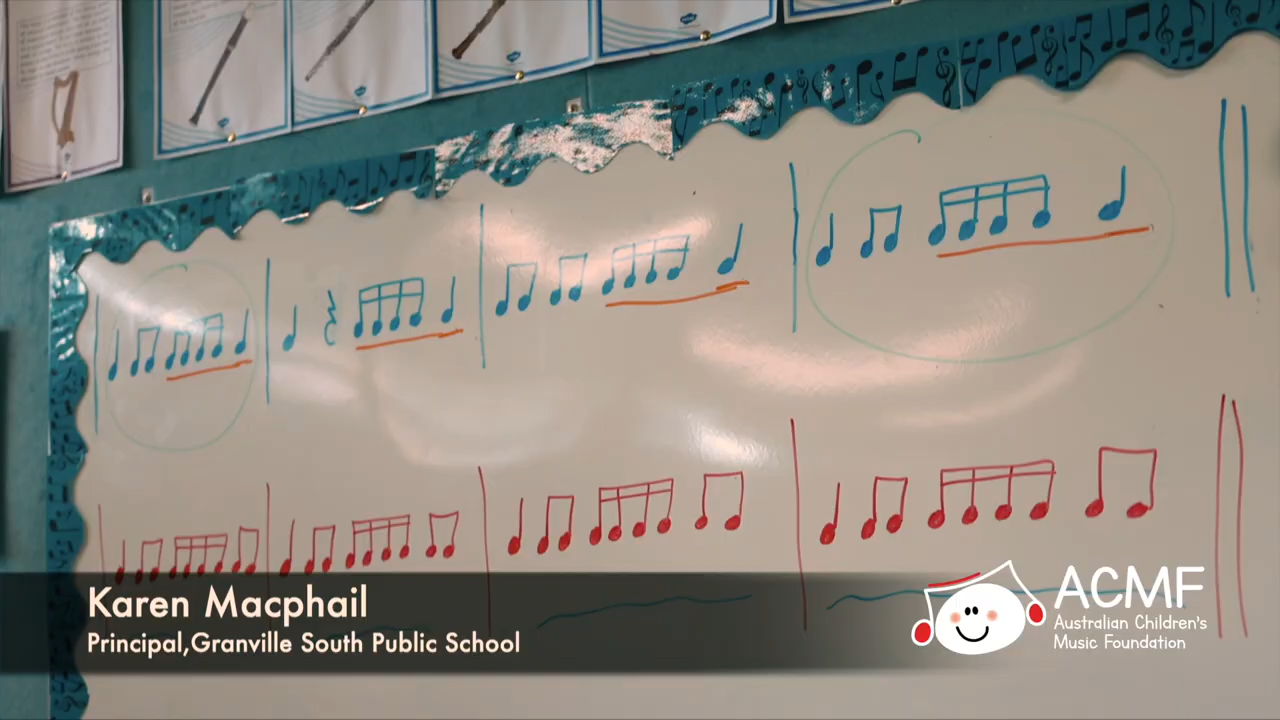 Karen Macphail
Principal,Granville South Public School
ACMF
Australian Children's
Music Foundation